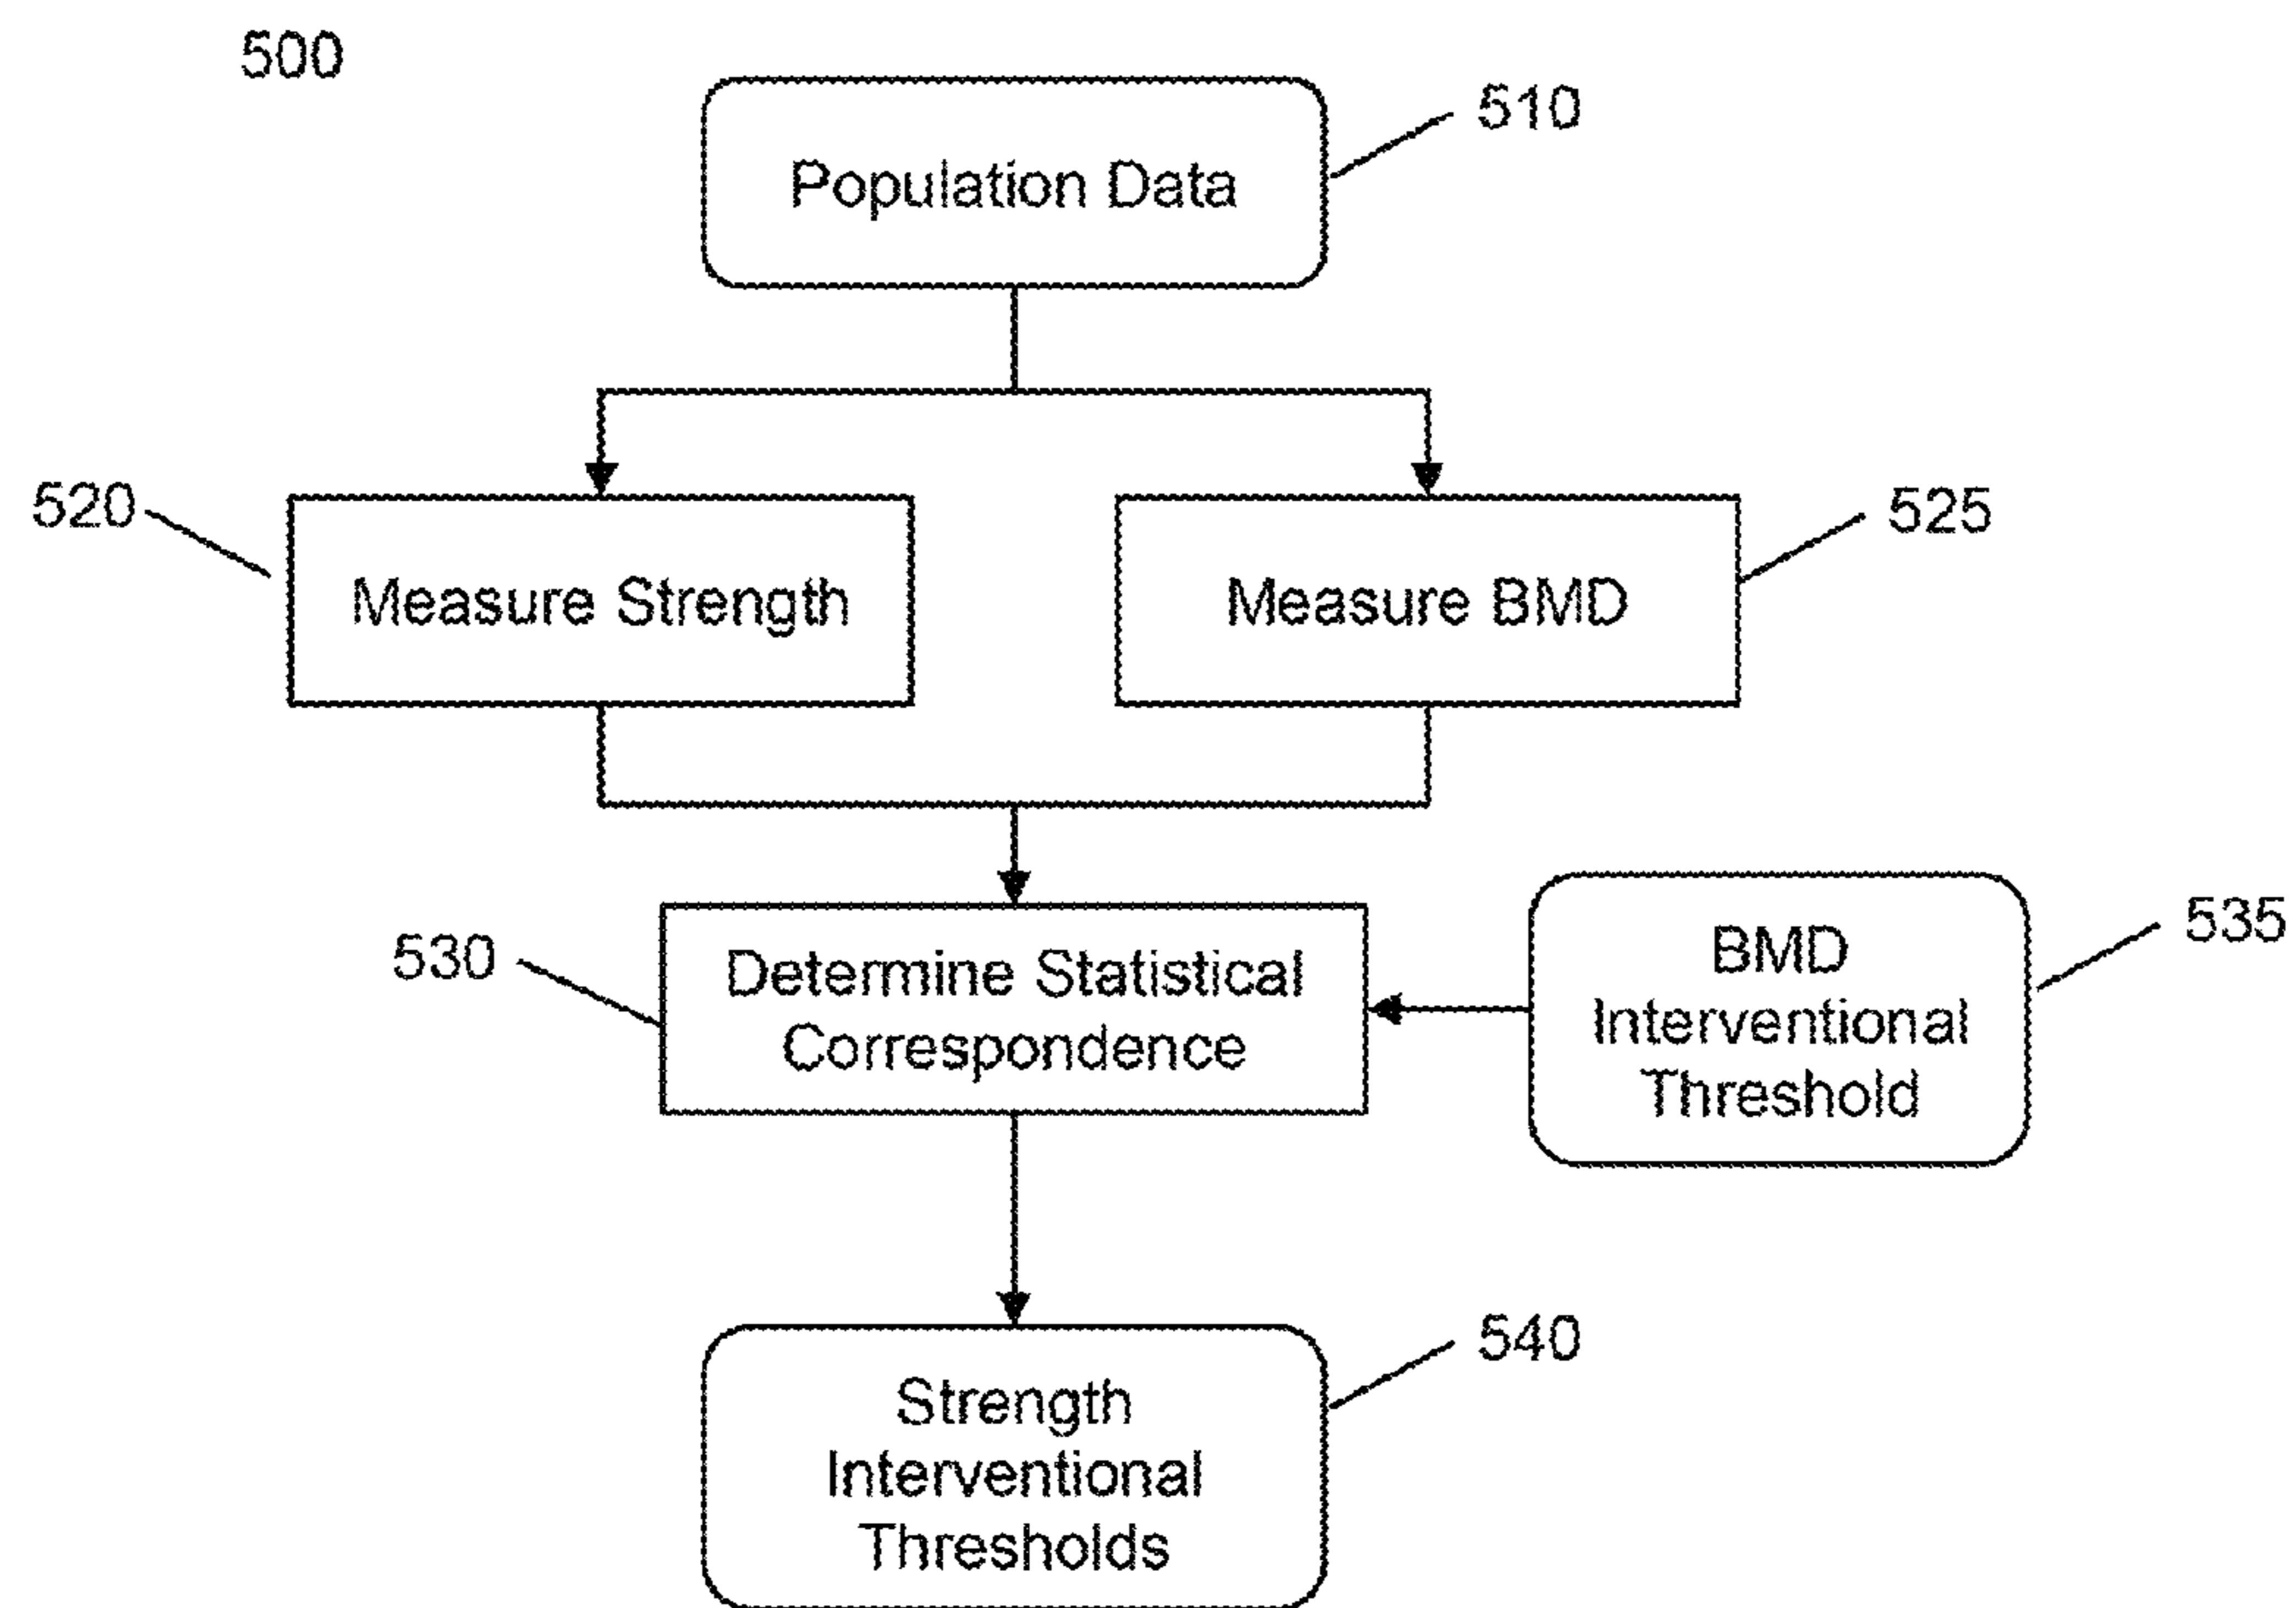 500
510
Population Data
520
525
Measure Strength
Measure BMD
530
535
Determine Statistical
Correspondence
BMD
Interventional
Threshold
540
Strength
Interventional
Thresholds